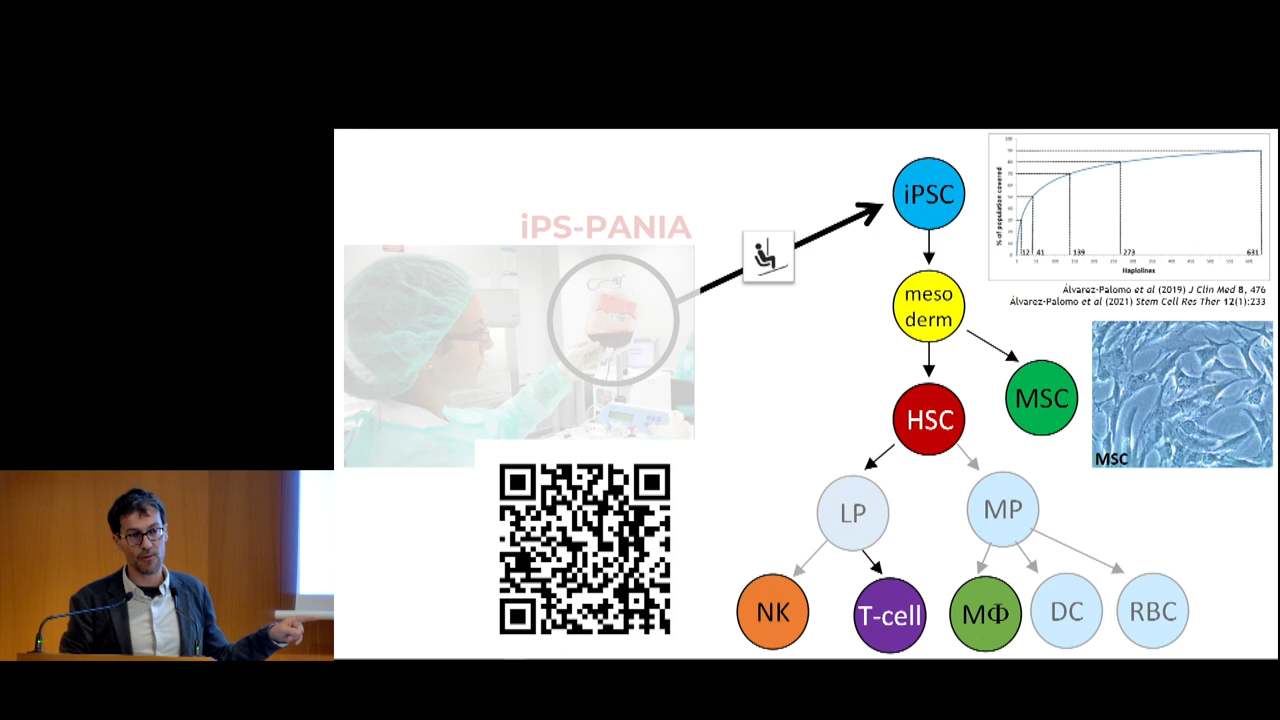 iPS-PANIA
iPSC
meso
derm
HSC
MSC
LP
MP
NK
T-cell
MΦ
DC
RBC
% of population covered
12
41
139
273
631
Haplolines
Álvarez-Palomo et al (2019) J Clin Med 8, 476
Álvarez-Palomo et al (2021) Stem Cell Res Ther 12(1):233
MSC